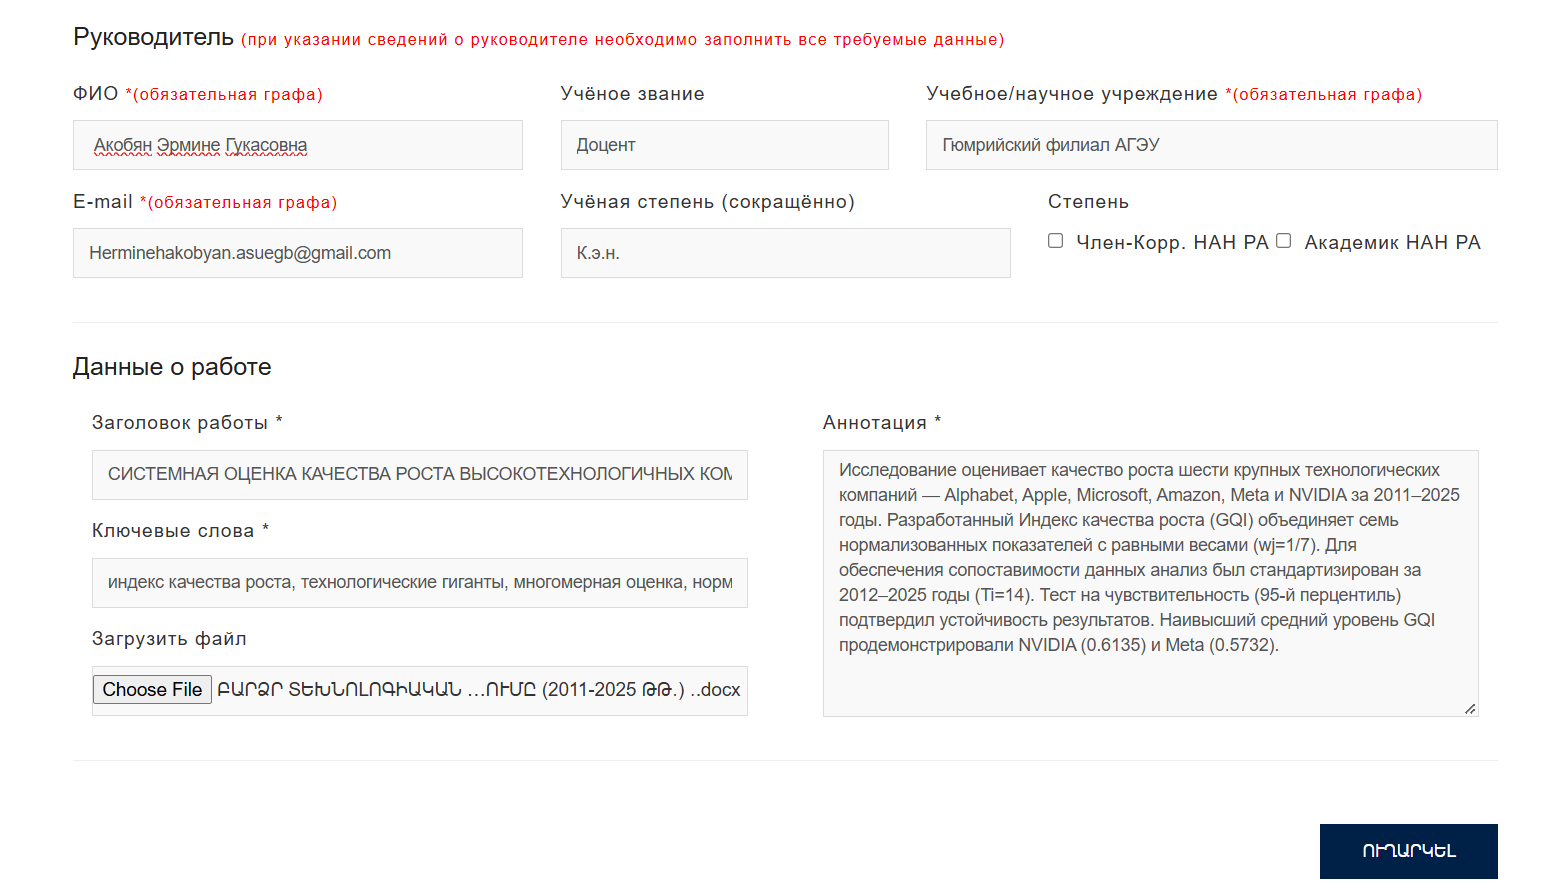 Руководитель (при указании сведений о руководителе необходимо заполнить все требуемые данные)
ФИО *(обязательная графа)
Учёное звание
Учебное/научное учреждение *(обязательная графа)
Акобян Эрмине Гукасовна
Доцент
Гюмрийский филиал АГЭУ
E-mail *(обязательная графа)
Учёная степень (сокращённо)
Степень
Herminehakobyan.asuegb@gmail.com
К.э.н.
Член-Корр. НАН РА
Академик НАН РА
Данные о работе
Заголовок работы *
СИСТЕМНАЯ ОЦЕНКА КАЧЕСТВА РОСТА ВЫСОКОТЕХНОЛОГИЧНЫХ КОМ
Ключевые слова *
индекс качества роста, технологические гиганты, многомерная оценка, норм
Загрузить файл
Choose File ԲԱՐՁՐ ՏԵԽՆՈԼՈԳԻԱԿԱՆ ...ՈՒՄԸ (2011-2025 ԹԹ.) ..docx
Аннотация *
Исследование оценивает качество роста шести крупных технологических
компаний — Alphabet, Apple, Microsoft, Amazon, Meta и NVIDIA за 2011–2025
годы. Разработанный Индекс качества роста (GQI) объединяет семь
нормализованных показателей с равными весами (wj=1/7). Для
обеспечения сопоставимости данных анализ был стандартизирован за
2012–2025 годы (Ti=14). Тест на чувствительность (95-й перцентиль)
подтвердил устойчивость результатов. Наивысший средний уровень GQI
продемонстрировали NVIDIA (0.6135) и Meta (0.5732).
ՈՒՂԱՐԿԵԼ